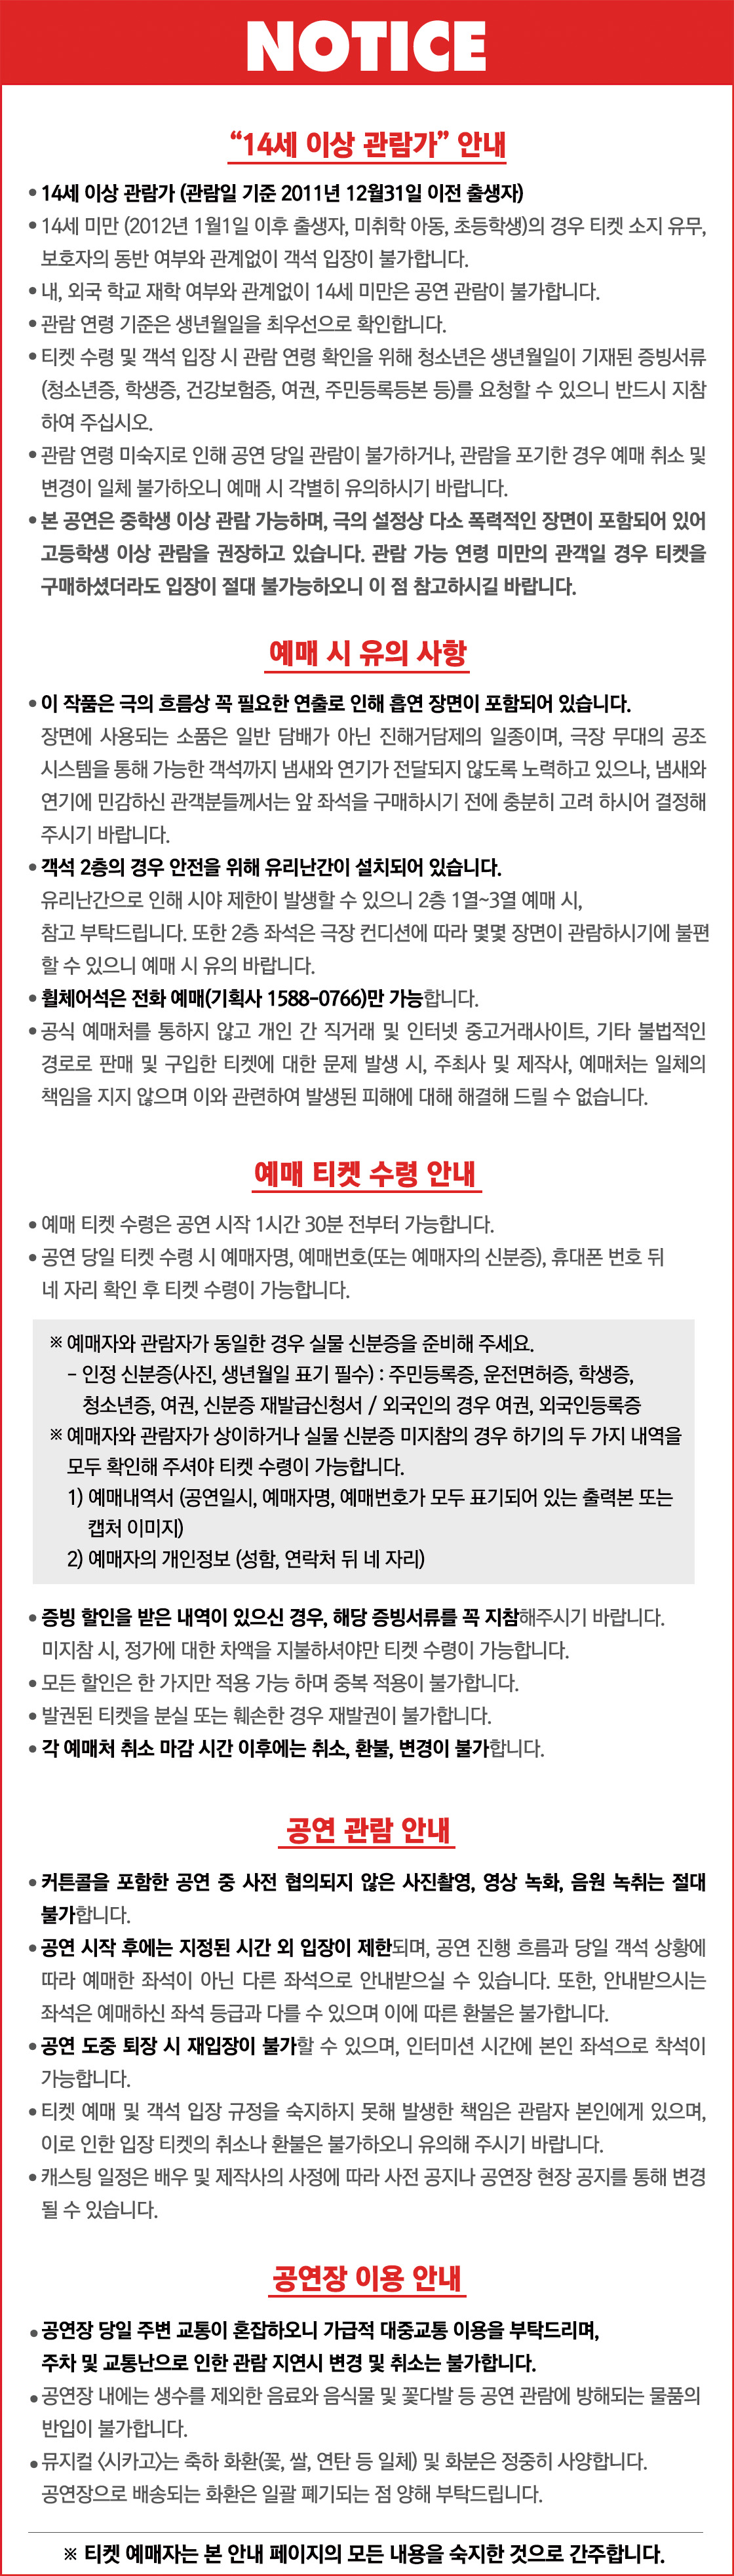 NOTICE
“14세 이상 관람가” 안내
• 14세 이상 관람가 (관람일 기준 2011년 12월31일 이전 출생자)
• 14세 미만 (2012년 1월1일 이후 출생자, 미취학 아동, 초등학생)의 경우 티켓 소지 유무,
보호자의 동반 여부와 관계없이 객석 입장이 불가합니다.
• 내, 외국 학교 재학 여부와 관계없이 14세 미만은 공연 관람이 불가합니다.
• 관람 연령 기준은 생년월일을 최우선으로 확인합니다.
• 티켓 수령 및 객석 입장 시 관람 연령 확인을 위해 청소년은 생년월일이 기재된 증빙서류
(청소년증, 학생증, 건강보험증, 여권, 주민등록등본 등)를 요청할 수 있으니 반드시 지참
하여 주십시오.
• 관람 연령 미숙지로 인해 공연 당일 관람이 불가하거나, 관람을 포기한 경우 예매 취소 및
변경이 일체 불가하오니 예매 시 각별히 유의하시기 바랍니다.
• 본 공연은 중학생 이상 관람 가능하며, 극의 설정상 다소 폭력적인 장면이 포함되어 있어
고등학생 이상 관람을 권장하고 있습니다. 관람 가능 연령 미만의 관객일 경우 티켓을
구매하셨더라도 입장이 절대 불가능하오니 이 점 참고하시길 바랍니다.
예매 시 유의 사항
• 이 작품은 극의 흐름상 꼭 필요한 연출로 인해 흡연 장면이 포함되어 있습니다.
장면에 사용되는 소품은 일반 담배가 아닌 진해거담제의 일종이며, 극장 무대의 공조
시스템을 통해 가능한 객석까지 냄새와 연기가 전달되지 않도록 노력하고 있으나, 냄새와
연기에 민감하신 관객분들께서는 앞 좌석을 구매하시기 전에 충분히 고려 하시어 결정해
주시기 바랍니다.
• 객석 2층의 경우 안전을 위해 유리난간이 설치되어 있습니다.
유리난간으로 인해 시야 제한이 발생할 수 있으니 2층 1열~3열 예매 시,
참고 부탁드립니다. 또한 2층 좌석은 극장 컨디션에 따라 몇몇 장면이 관람하시기에 불편
할 수 있으니 예매 시 유의 바랍니다.
• 휠체어석은 전화 예매(기획사 1588-0766)만 가능합니다.
• 공식 예매처를 통하지 않고 개인 간 직거래 및 인터넷 중고거래사이트, 기타 불법적인
경로로 판매 및 구입한 티켓에 대한 문제 발생 시, 주최사 및 제작사, 예매처는 일체의
책임을 지지 않으며 이와 관련하여 발생된 피해에 대해 해결해 드릴 수 없습니다.
예매 티켓 수령 안내
• 예매 티켓 수령은 공연 시작 1시간 30분 전부터 가능합니다.
• 공연 당일 티켓 수령 시 예매자명, 예매번호(또는 예매자의 신분증), 휴대폰 번호 뒤
네 자리 확인 후 티켓 수령이 가능합니다.
※ 예매자와 관람자가 동일한 경우 실물 신분증을 준비해 주세요.
- 인정 신분증(사진, 생년월일 표기 필수) : 주민등록증, 운전면허증, 학생증,
청소년증, 여권, 신분증 재발급신청서 / 외국인의 경우 여권, 외국인등록증
※ 예매자와 관람자가 상이하거나 실물 신분증 미지참의 경우 하기의 두 가지 내역을
모두 확인해 주셔야 티켓 수령이 가능합니다.
1) 예매내역서 (공연일시, 예매자명, 예매번호가 모두 표기되어 있는 출력본 또는
캡처 이미지)
2) 예매자의 개인정보 (성함, 연락처 뒤 네 자리)
• 증빙 할인을 받은 내역이 있으신 경우, 해당 증빙서류를 꼭 지참해주시기 바랍니다.
미지참 시, 정가에 대한 차액을 지불하셔야만 티켓 수령이 가능합니다.
• 모든 할인은 한 가지만 적용 가능 하며 중복 적용이 불가합니다.
• 발권된 티켓을 분실 또는 훼손한 경우 재발권이 불가합니다.
• 각 예매처 취소 마감 시간 이후에는 취소, 환불, 변경이 불가합니다.
공연 관람 안내
• 커튼콜을 포함한 공연 중 사전 협의되지 않은 사진촬영, 영상 녹화, 음원 녹취는 절대
불가합니다.
• 공연 시작 후에는 지정된 시간 외 입장이 제한되며, 공연 진행 흐름과 당일 객석 상황에
따라 예매한 좌석이 아닌 다른 좌석으로 안내받으실 수 있습니다. 또한, 안내받으시는
좌석은 예매하신 좌석 등급과 다를 수 있으며 이에 따른 환불은 불가합니다.
• 공연 도중 퇴장 시 재입장이 불가할 수 있으며, 인터미션 시간에 본인 좌석으로 착석이
가능합니다.
• 티켓 예매 및 객석 입장 규정을 숙지하지 못해 발생한 책임은 관람자 본인에게 있으며,
이로 인한 입장 티켓의 취소나 환불은 불가하오니 유의해 주시기 바랍니다.
• 캐스팅 일정은 배우 및 제작사의 사정에 따라 사전 공지나 공연장 현장 공지를 통해 변경
될 수 있습니다.
공연장 이용 안내
• 공연장 당일 주변 교통이 혼잡하오니 가급적 대중교통 이용을 부탁드리며,
주차 및 교통난으로 인한 관람 지연시 변경 및 취소는 불가합니다.
• 공연장 내에는 생수를 제외한 음료와 음식물 및 꽃다발 등 공연 관람에 방해되는 물품의
반입이 불가합니다.
• 뮤지컬 〈시카고〉는 축하 화환(꽃, 쌀, 연탄 등 일체) 및 화분은 정중히 사양합니다.
공연장으로 배송되는 화환은 일괄 폐기되는 점 양해 부탁드립니다.
※ 티켓 예매자는 본 안내 페이지의 모든 내용을 숙지한 것으로 간주합니다.